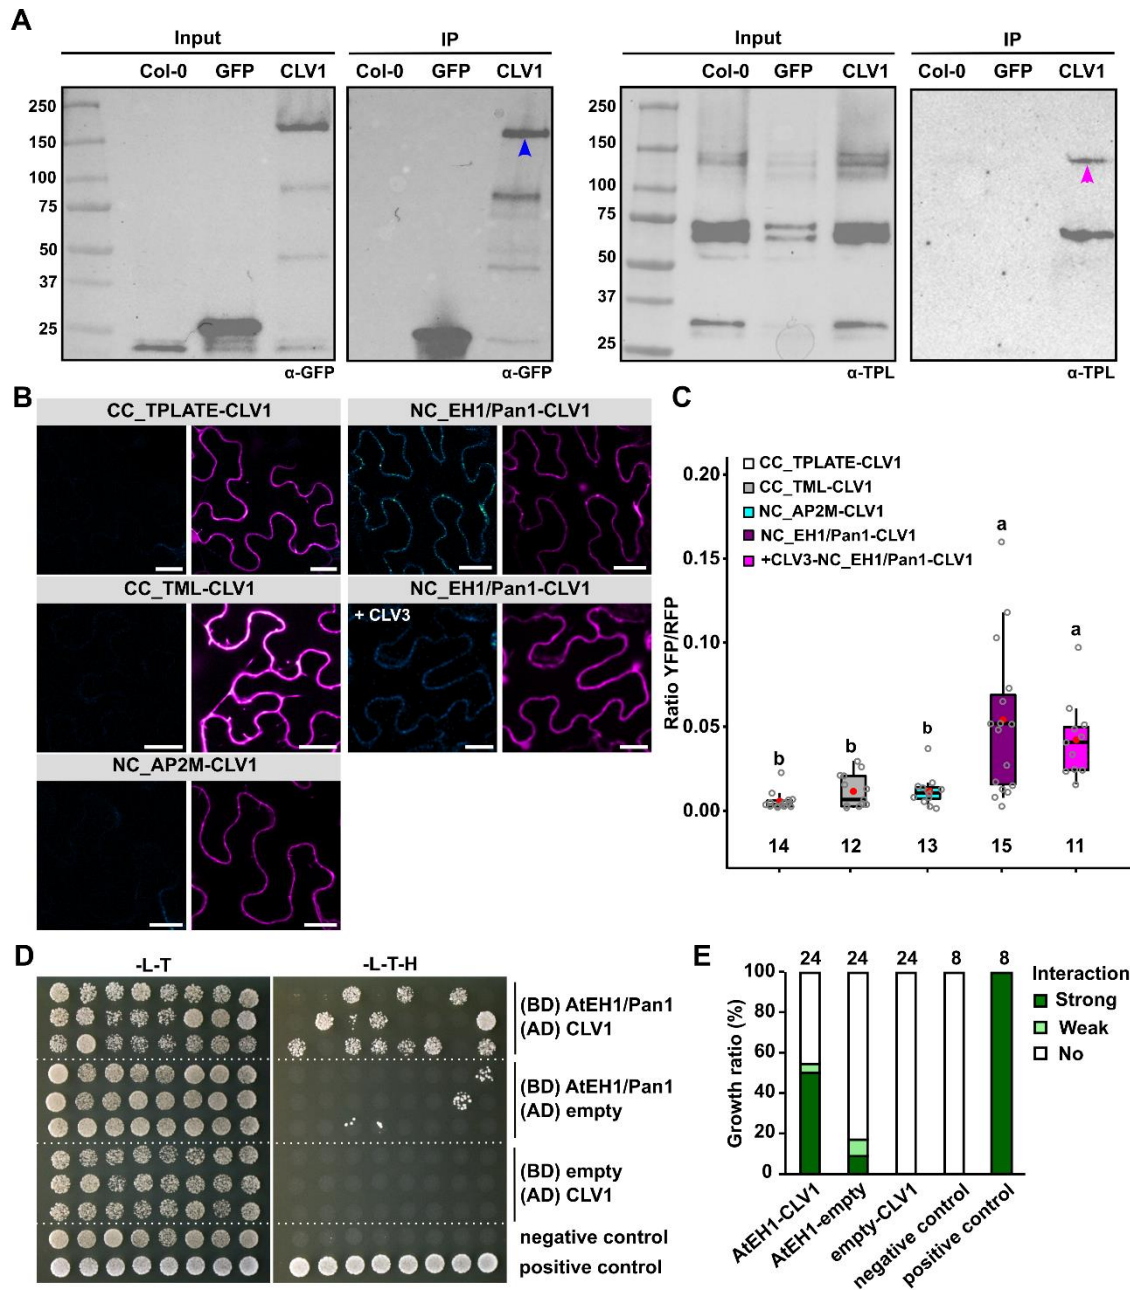 A
Input
IP
Input
IP
Col-0 GFP CLV1
Col-0 GFP CLV1
Col-0 GFP CLV1
Col-0 GFP CLV1
250
150
100
75
50
37
25
250
150
100
75
50
37
25
α-GFP
α-GFP
α-TPL
α-TPL
B
CC_TPLATE-CLV1
NC_EH1/Pan1-CLV1
CC_TML-CLV1
NC_EH1/Pan1-CLV1
+ CLV3
NC_AP2M-CLV1
C
Ratio YFP/RFP
0.20
0.15
0.10
0.05
0.00
CC_TPLATE-CLV1
CC_TML-CLV1
NC_AP2M-CLV1
NC_EH1/Pan1-CLV1
+CLV3-NC_EH1/Pan1-CLV1
b
b
b
a
a
14
12
13
15
11
D
-L-T
-L-T-H
(BD) AtEH1/Pan1
(AD) CLV1
(BD) AtEH1/Pan1
(AD) empty
(BD) empty
(AD) CLV1
negative control
positive control
E
Growth ratio (%)
100
80
60
40
20
0
24 24 24 8 8
AtEH1-CLV1
AtEH1-empty
empty-CLV1
negative control
positive control
Interaction
Strong
Weak
No